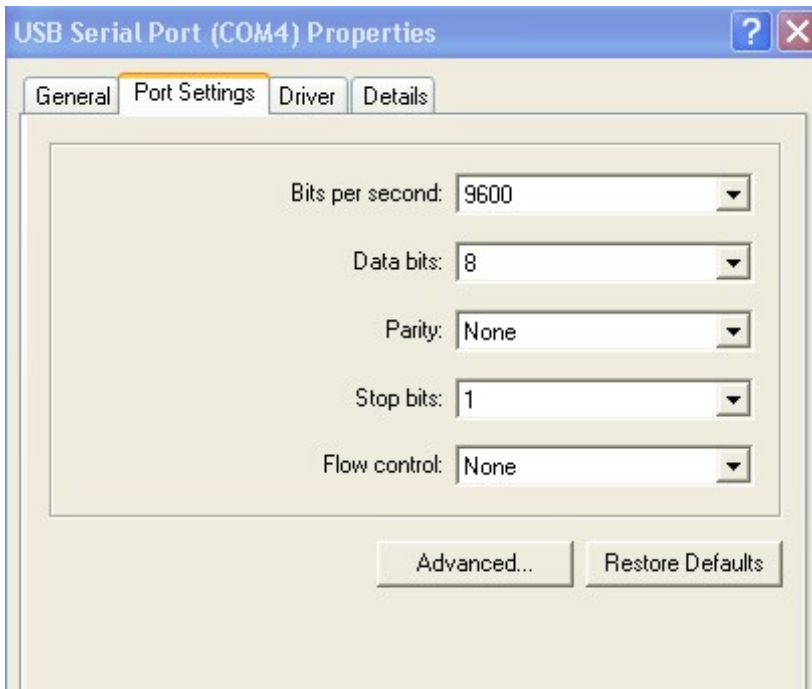 USB Serial Port (COM4) Properties
General Port Settings Driver Details
Bits per second: 9600
Data bits: 8
Parity: None
Stop bits: 1
Flow control: None
Advanced... Restore Defaults